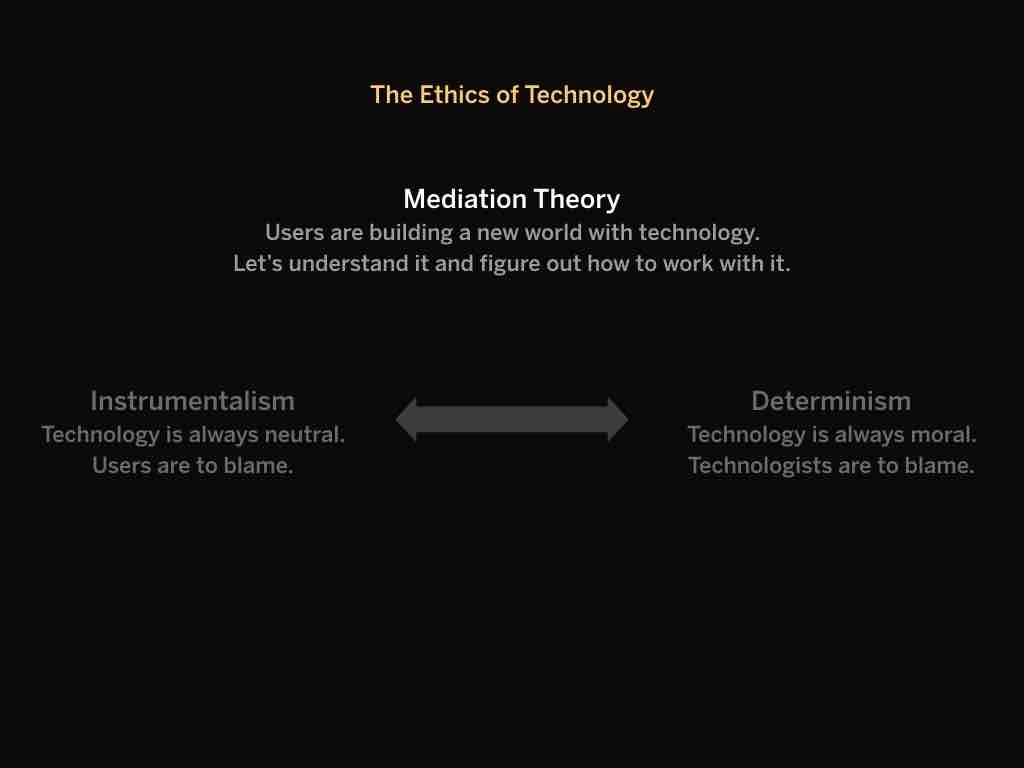 The Ethics of Technology
Mediation Theory
Users are building a new world with technology.
Let's understand it and figure out how to work with it.
Instrumentalism
Technology is always neutral.
Users are to blame.
Determinism
Technology is always moral.
Technologists are to blame.